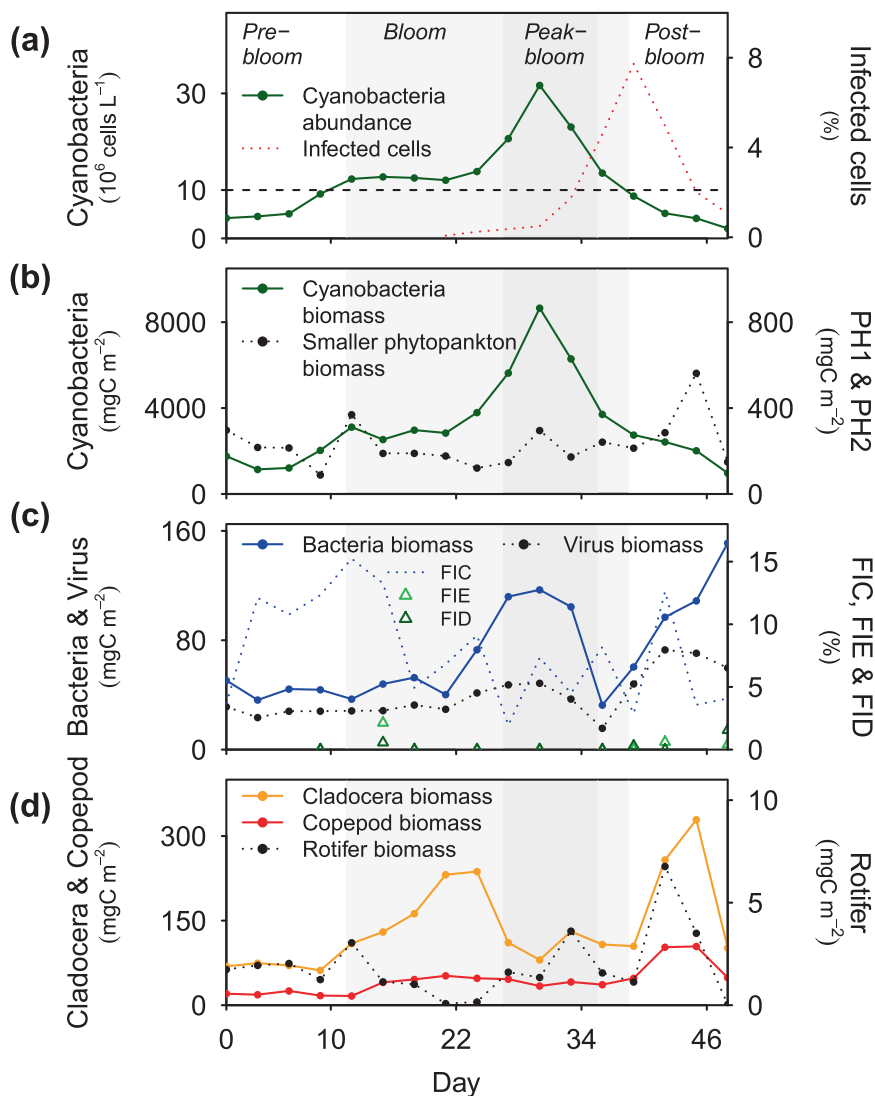 (a)
Pre–
bloom
Bloom
Peak–
bloom
Post–
bloom
Cyanobacteria
(10⁶ cells L⁻¹)
30
10
0
Cyanobacteria
abundance
Infected cells
8
4
0
Infected cells
(%)
(b)
Cyanobacteria
(mgC m⁻²)
8000
4000
0
Cyanobacteria
biomass
Smaller phytopankton
biomass
800
400
0
PH1 & PH2
(mgC m⁻²)
(c)
Bacteria & Virus
(mgC m⁻²)
160
80
0
Bacteria biomass
Virus biomass
FIC
FIE
FID
15
10
5
0
FIC, FIE & FID
(%)
(d)
Cladocera & Copepod
(mgC m⁻²)
300
150
0
Cladocera biomass
Copepod biomass
Rotifer biomass
10
5
0
Rotifer
(mgC m⁻²)
0
10
22
34
46
Day